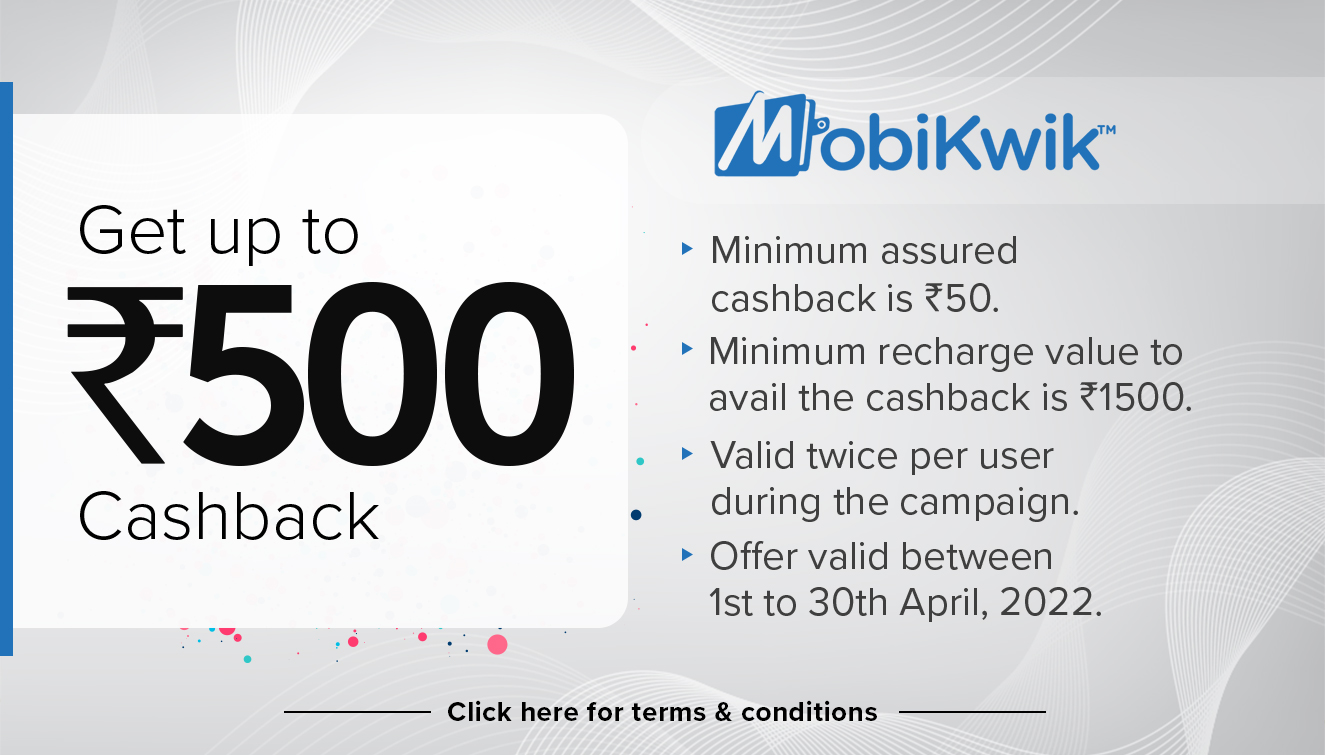 Get up to
₹500
Cashback
MobiKwik™
Minimum assured
cashback is ₹50.
Minimum recharge value to
avail the cashback is ₹1500.
Valid twice per user
during the campaign.
Offer valid between
1st to 30th April, 2022.
Click here for terms & conditions